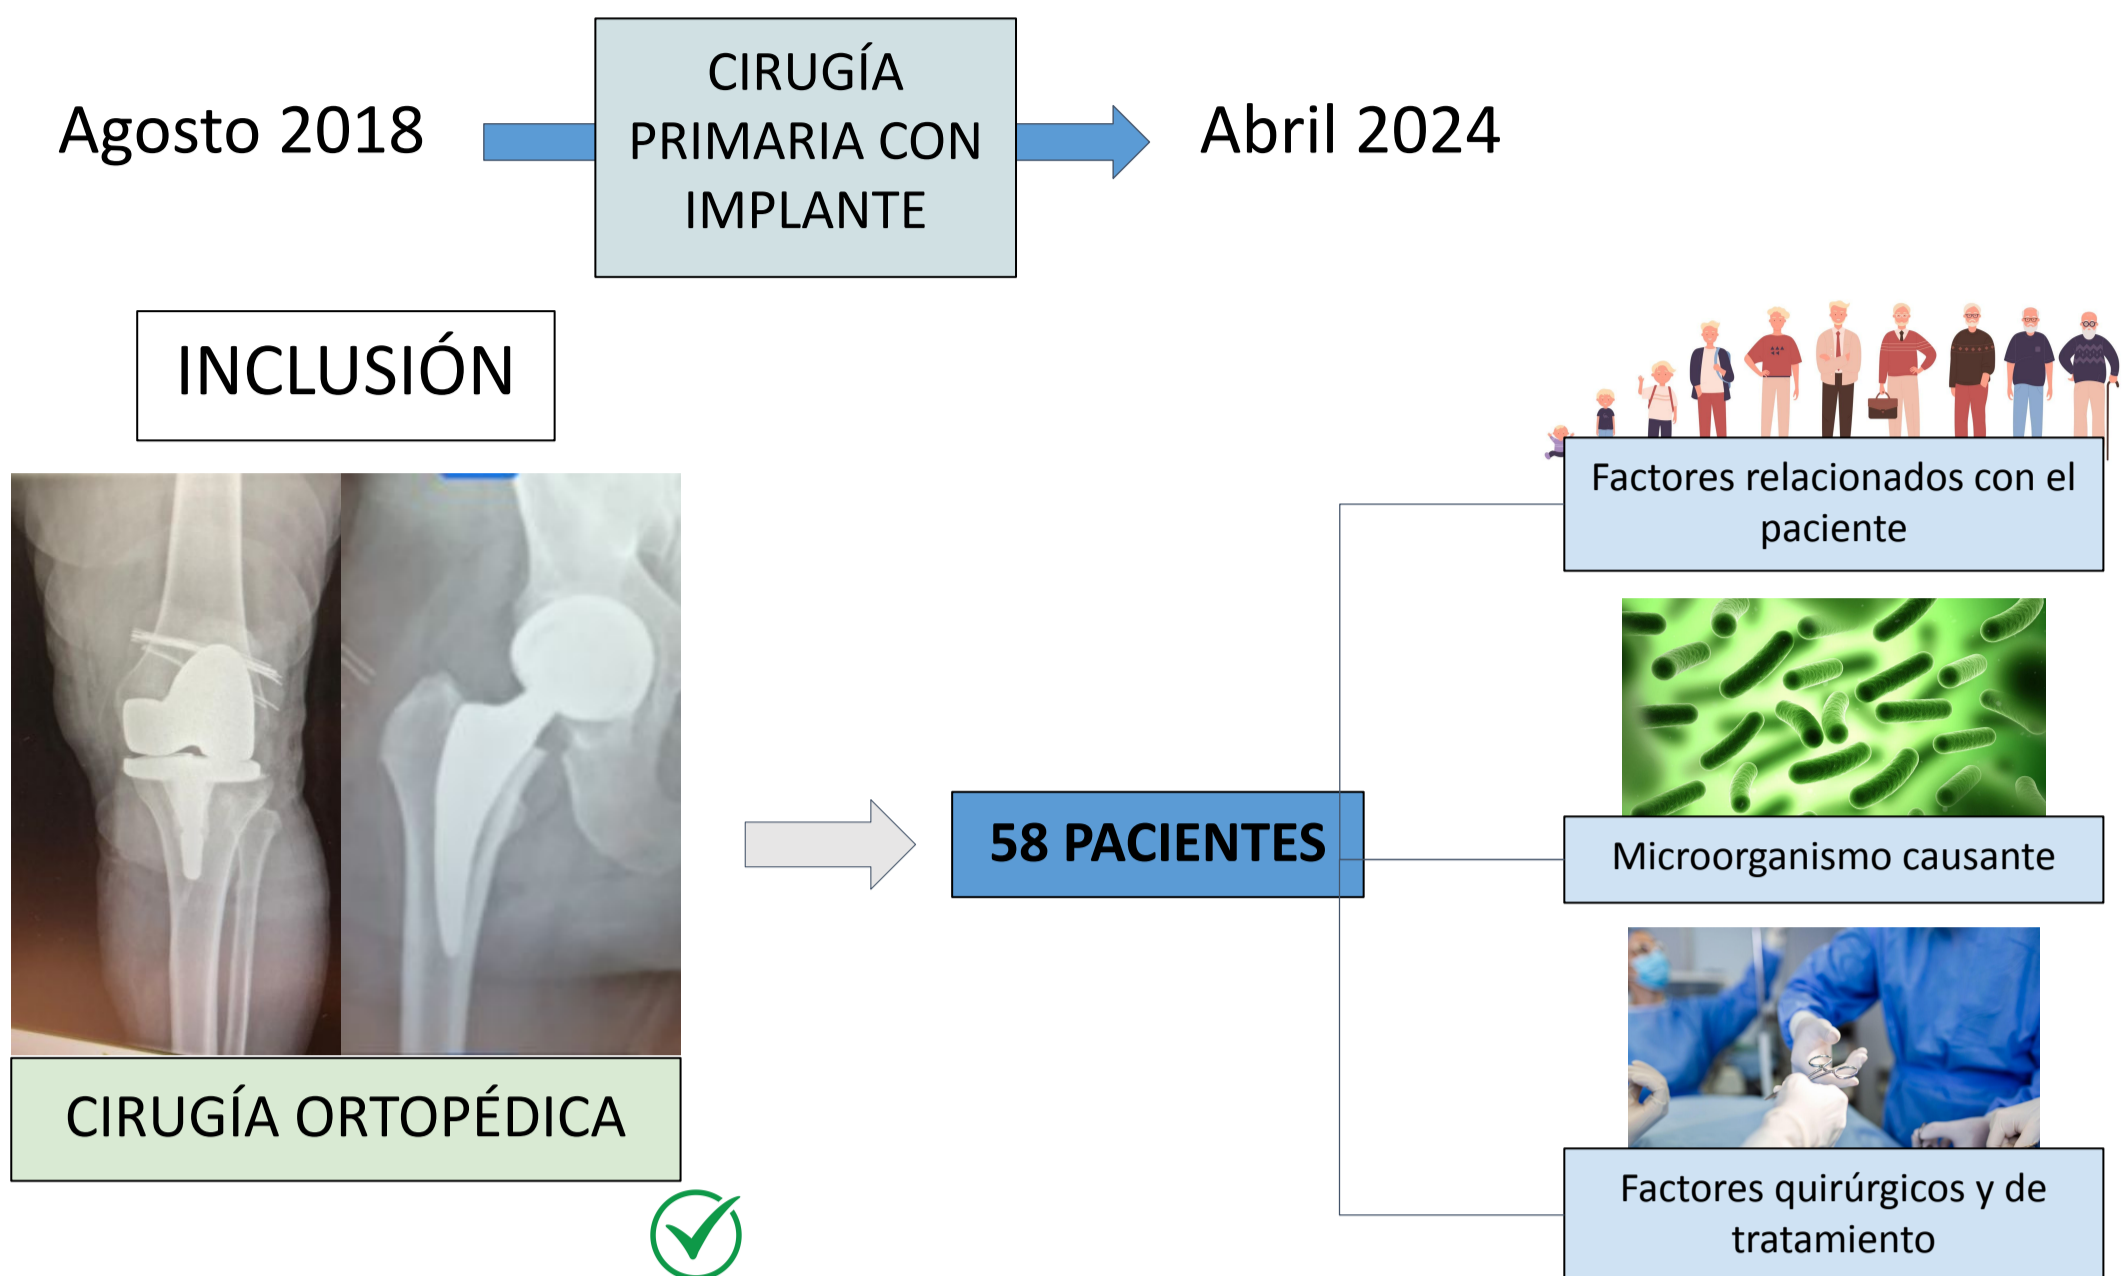 Agosto 2018
CIRUGÍA
PRIMARIA CON
IMPLANTE
Abril 2024
INCLUSIÓN
CIRUGÍA ORTOPÉDICA
58 PACIENTES
Factores relacionados con el
paciente
Microorganismo causante
Factores quirúrgicos y de
tratamiento